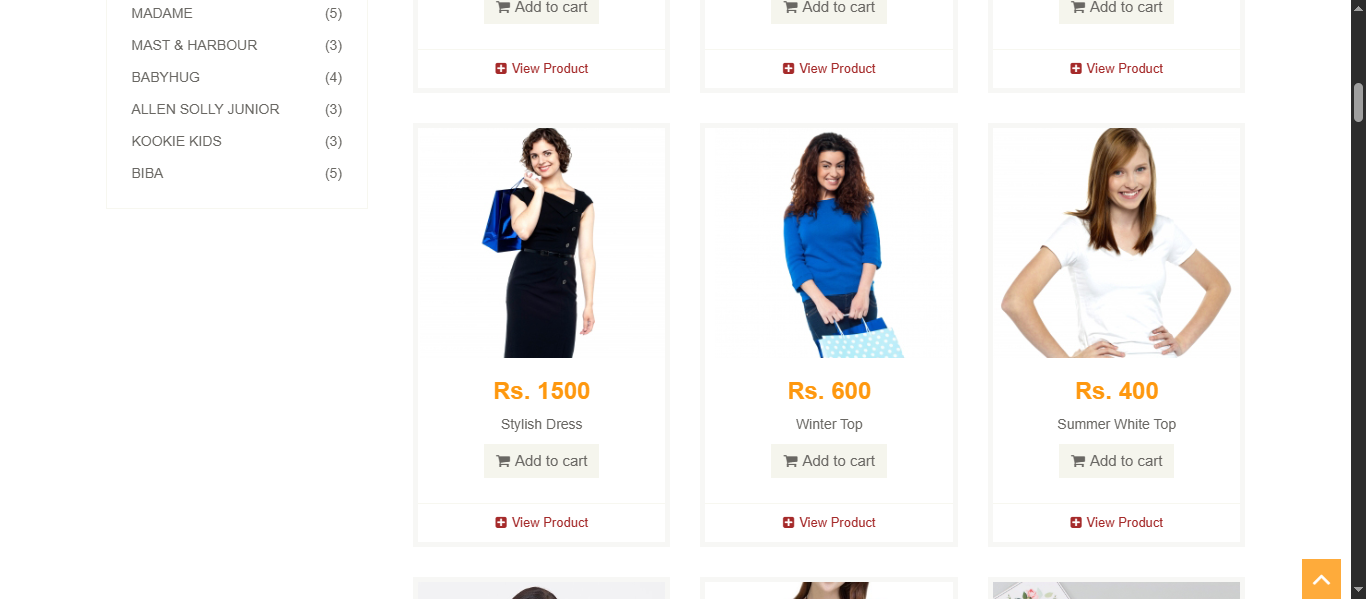 MADAME (5)
MAST & HARBOUR (3)
BABYHUG (4)
ALLEN SOLLY JUNIOR (3)
KOOKIE KIDS (3)
BIBA (5)
Add to cart Add to cart Add to cart
View Product View Product View Product
Rs. 1500 Rs. 600 Rs. 400
Stylish Dress Winter Top Summer White Top
Add to cart Add to cart Add to cart
View Product View Product View Product